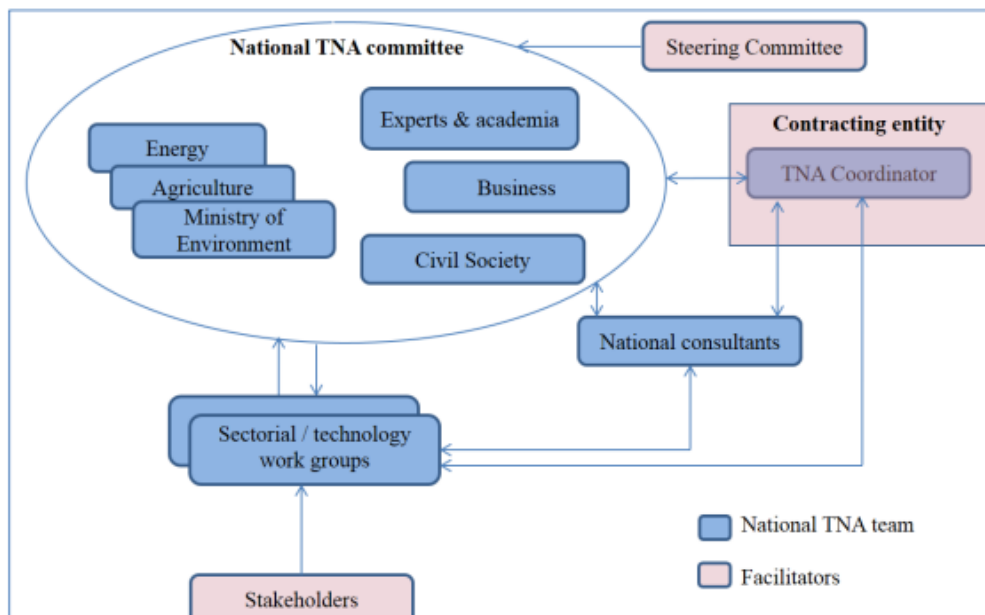 National TNA committee
Steering Committee
Experts & academia
Contracting entity
Energy
TNA Coordinator
Agriculture
Business
Ministry of
Environment
Civil Society
National consultants
Sectorial / technology
work groups
National TNA team
Facilitators
Stakeholders